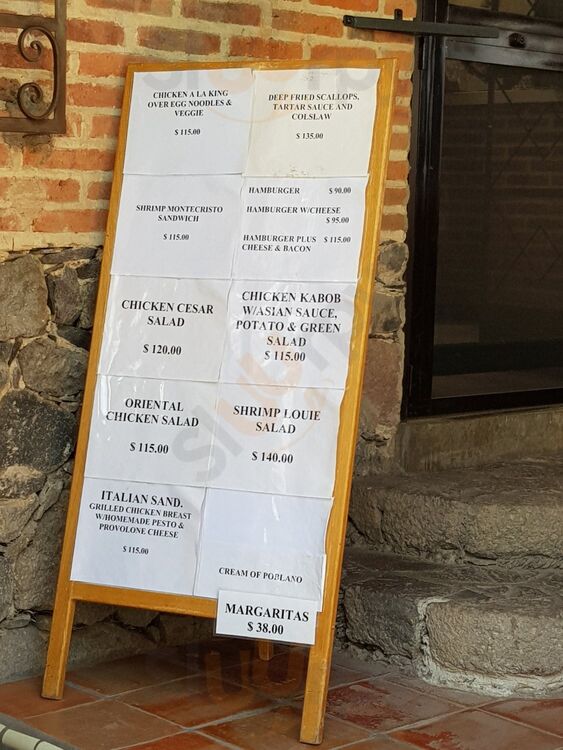 CHICKEN A LA KING
OVER EGG NOODLES &
VEGGIE
$ 115.00
DEEP FRIED SCALLOPS,
TARTAR SAUCE AND
COLSLAW
$ 135.00
SHRIMP MONTECRISTO
SANDWICH
$ 115.00
HAMBURGER $ 90.00
HAMBURGER W/CHEESE
$ 95.00
HAMBURGER PLUS $ 115.00
CHEESE & BACON
CHICKEN CESAR
SALAD
$ 120.00
CHICKEN KABOB
W/ASIAN SAUCE,
POTATO & GREEN
SALAD
$ 115.00
ORIENTAL
CHICKEN SALAD
$ 115.00
SHRIMP LOUIE
SALAD
$ 140.00
ITALIAN SAND.
GRILLED CHICKEN BREAST
W/HOMEMADE PESTO &
PROVOLONE CHEESE
$ 115.00
CREAM OF POBLANO
MARGARITAS
$ 38.00